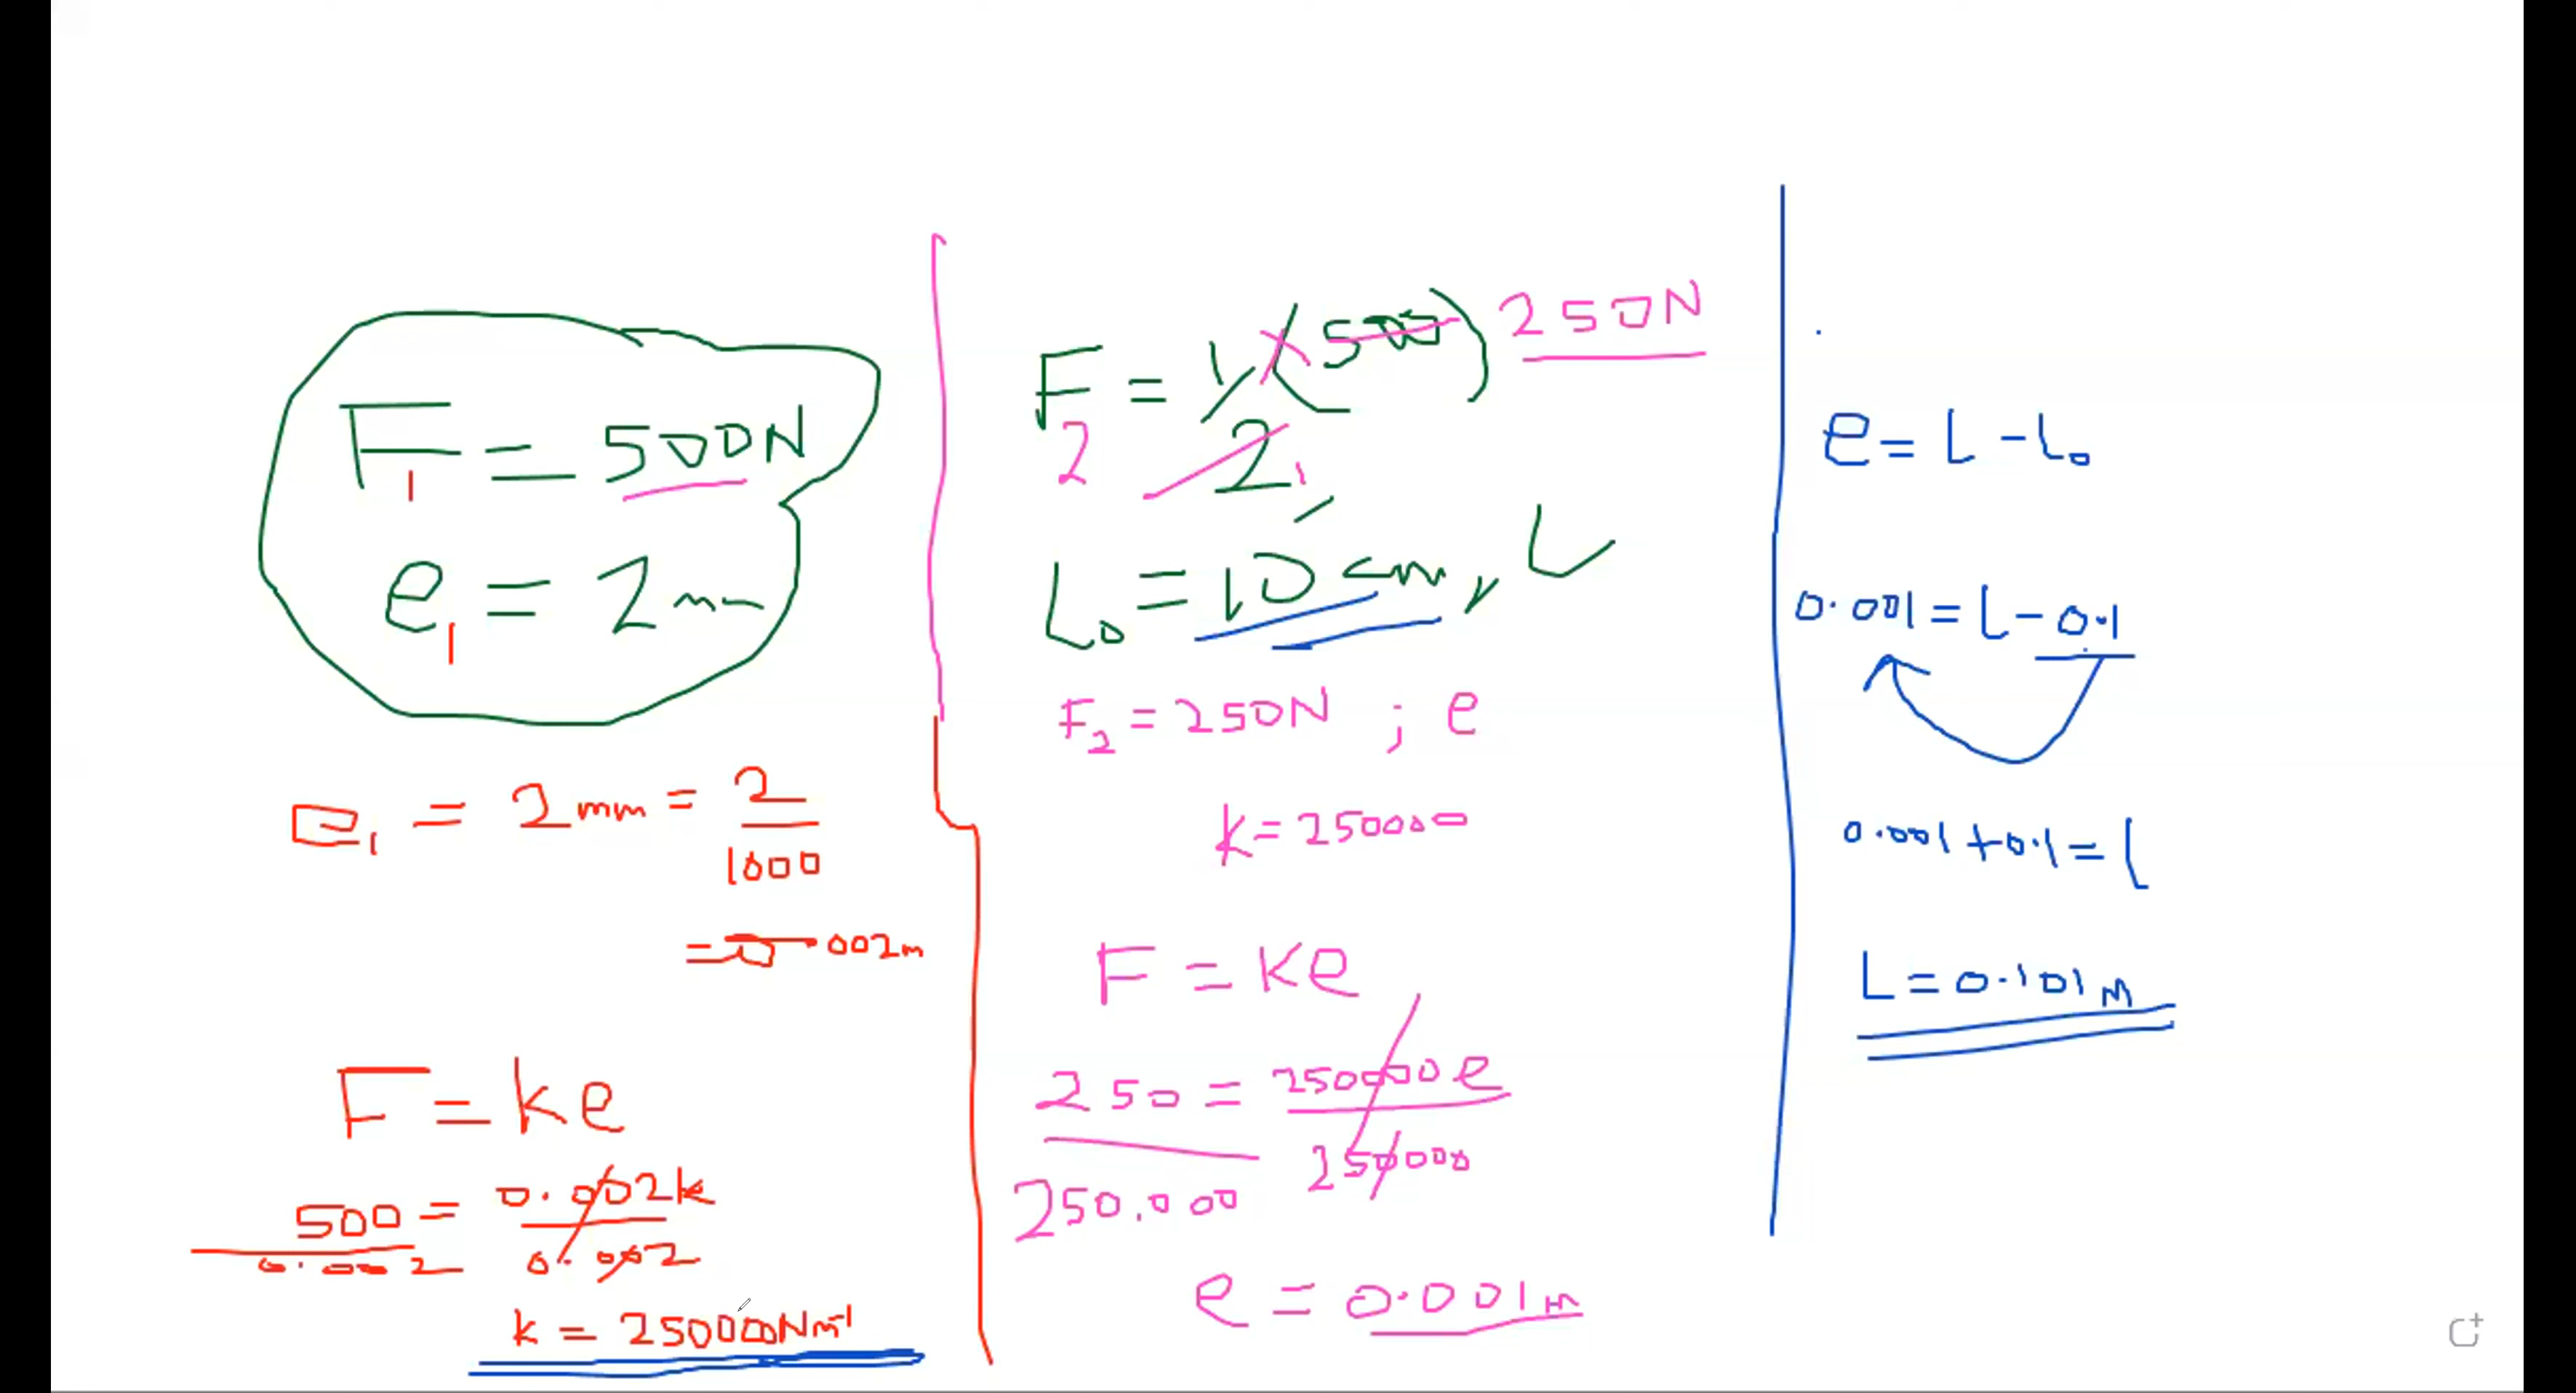 F₁ = 500N
e₁ = 2mm
e₁ = 2mm = 2/1000
= 0.002m
F = ke
500/0.002 = 0.002k/0.002
k = 250000Nm⁻¹
F₂ = 1/2 × (500) 250N
1
L₀ = 10cm, L
F₂ = 250N ; e
k = 250000
F = Ke
250/250.000 = 250000e/250000
e = 0.001m
e = L - L₀
0.001 = L - 0.1
0.001 + 0.1 = L
L = 0.101m